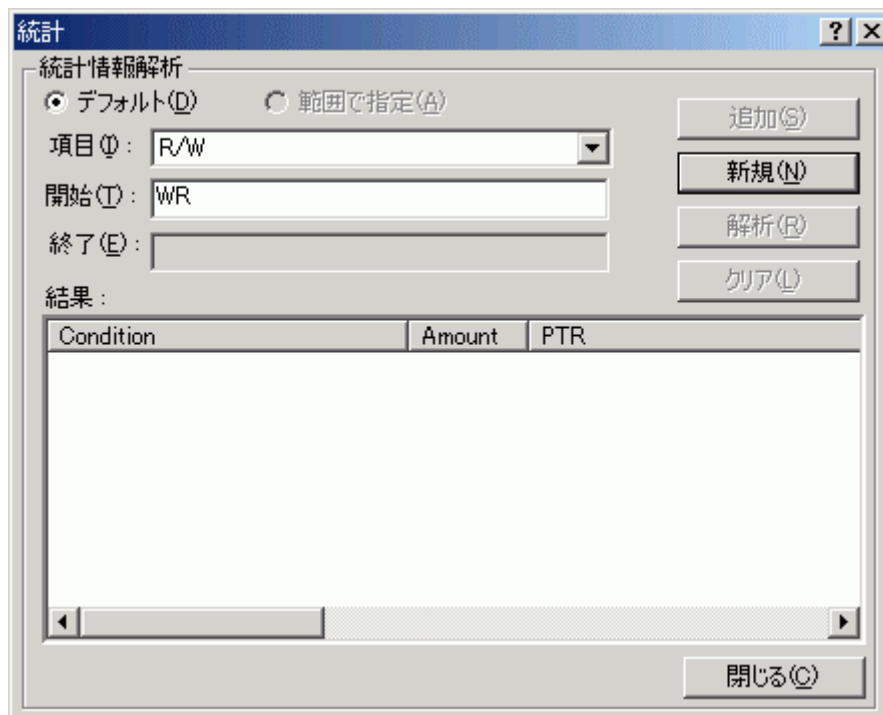 統計
統計情報解析
デフォルト(D) 範囲で指定(A)
追加(S)
項目(I): R/W
新規(N)
開始(T): WR
解析(R)
終了(E):
クリア(L)
結果:
Condition Amount PTR
閉じる(C)